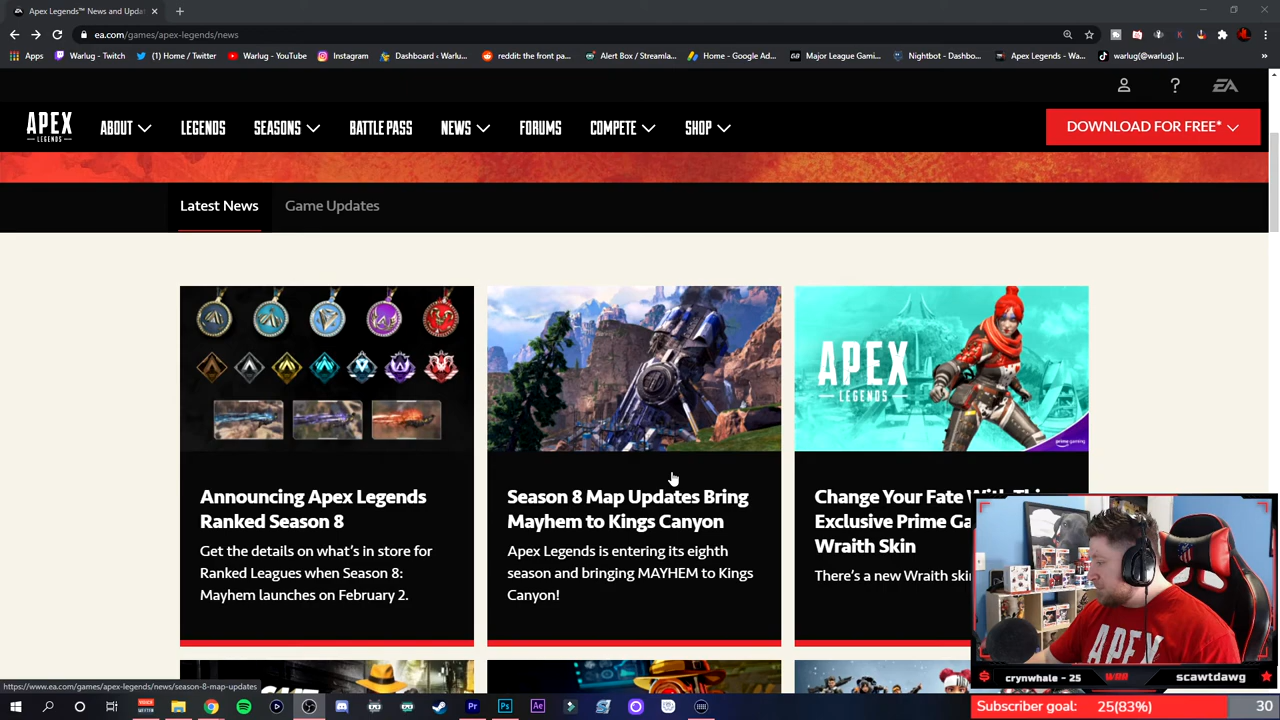 Apex Legends™ News and Updat
ea.com/games/apex-legends/news
Apps
Warlug - Twitch
(1) Home / Twitter
Warlug - YouTube
Instagram
Dashboard ‹ Warlu...
reddit: the front pa...
Alert Box / Streamla...
Home - Google Ad...
Major League Gami...
Nightbot - Dashbo...
Apex Legends - Wa...
warlug(@warlug) |...
EA
APEX
LEGENDS
ABOUT
LEGENDS
SEASONS
BATTLE PASS
NEWS
FORUMS
COMPETE
SHOP
DOWNLOAD FOR FREE*
Latest News
Game Updates
APEX
LEGENDS
prime gaming
Announcing Apex Legends
Ranked Season 8
Get the details on what's in store for
Ranked Leagues when Season 8:
Mayhem launches on February 2.
Season 8 Map Updates Bring
Mayhem to Kings Canyon
Apex Legends is entering its eighth
season and bringing MAYHEM to Kings
Canyon!
Change Your Fate With
Exclusive Prime Ga
Wraith Skin
There's a new Wraith ski
APEX
crynwhale - 25
WAR
scawtdawg
https://www.ea.com/games/apex-legends/news/season-8-map-updates
Subscriber goal:
25(83%)
30